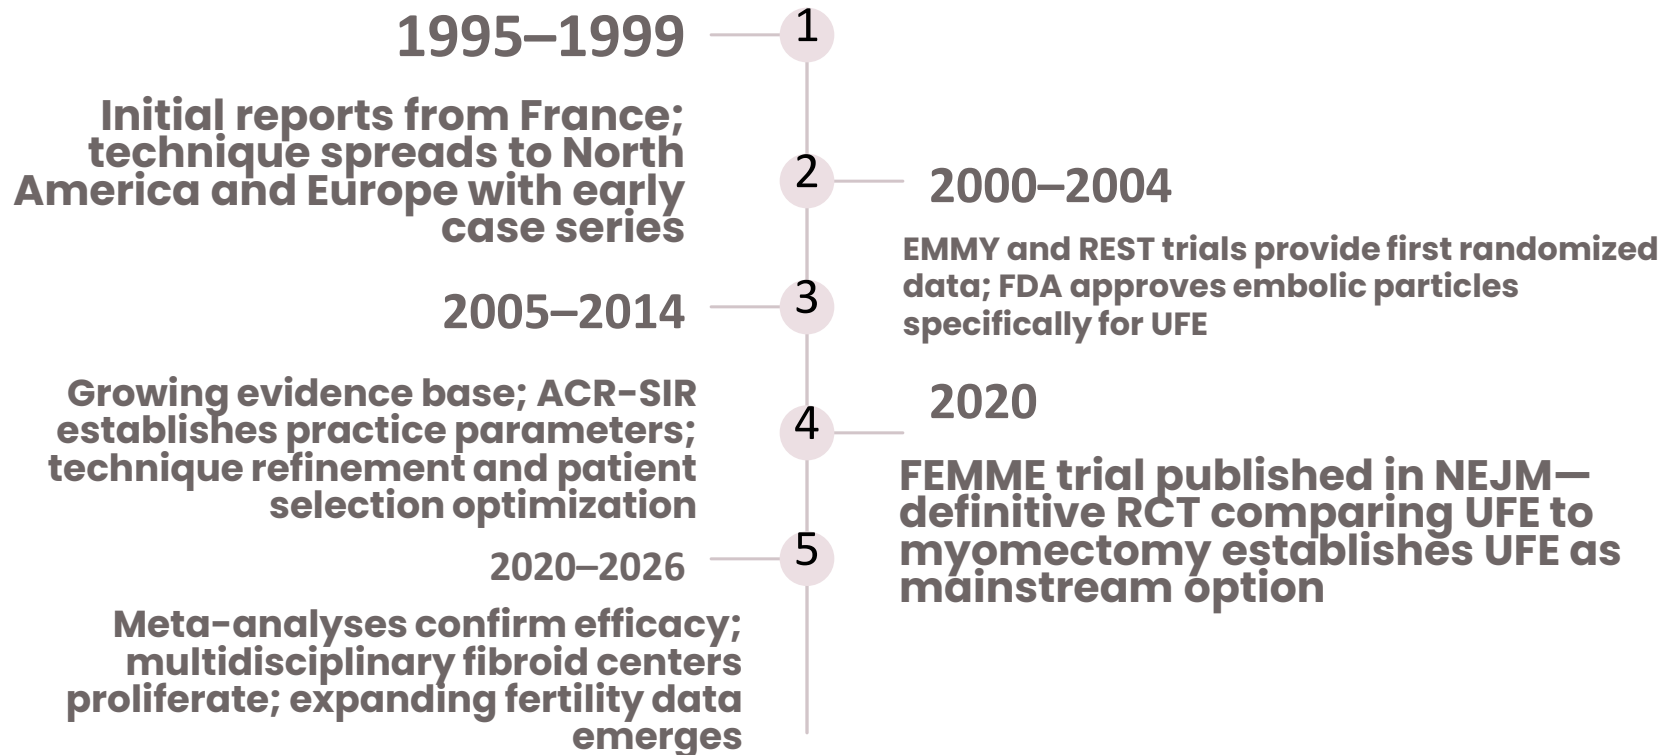 1
1995–1999
Initial reports from France;
technique spreads to North
America and Europe with early
case series
2
2000–2004
EMMY and REST trials provide first randomized
data; FDA approves embolic particles
specifically for UFE
3
2005–2014
Growing evidence base; ACR-SIR
establishes practice parameters;
technique refinement and patient
selection optimization
4
2020
FEMME trial published in NEJM—
definitive RCT comparing UFE to
myomectomy establishes UFE as
mainstream option
5
2020–2026
Meta-analyses confirm efficacy;
multidisciplinary fibroid centers
proliferate; expanding fertility data
emerges